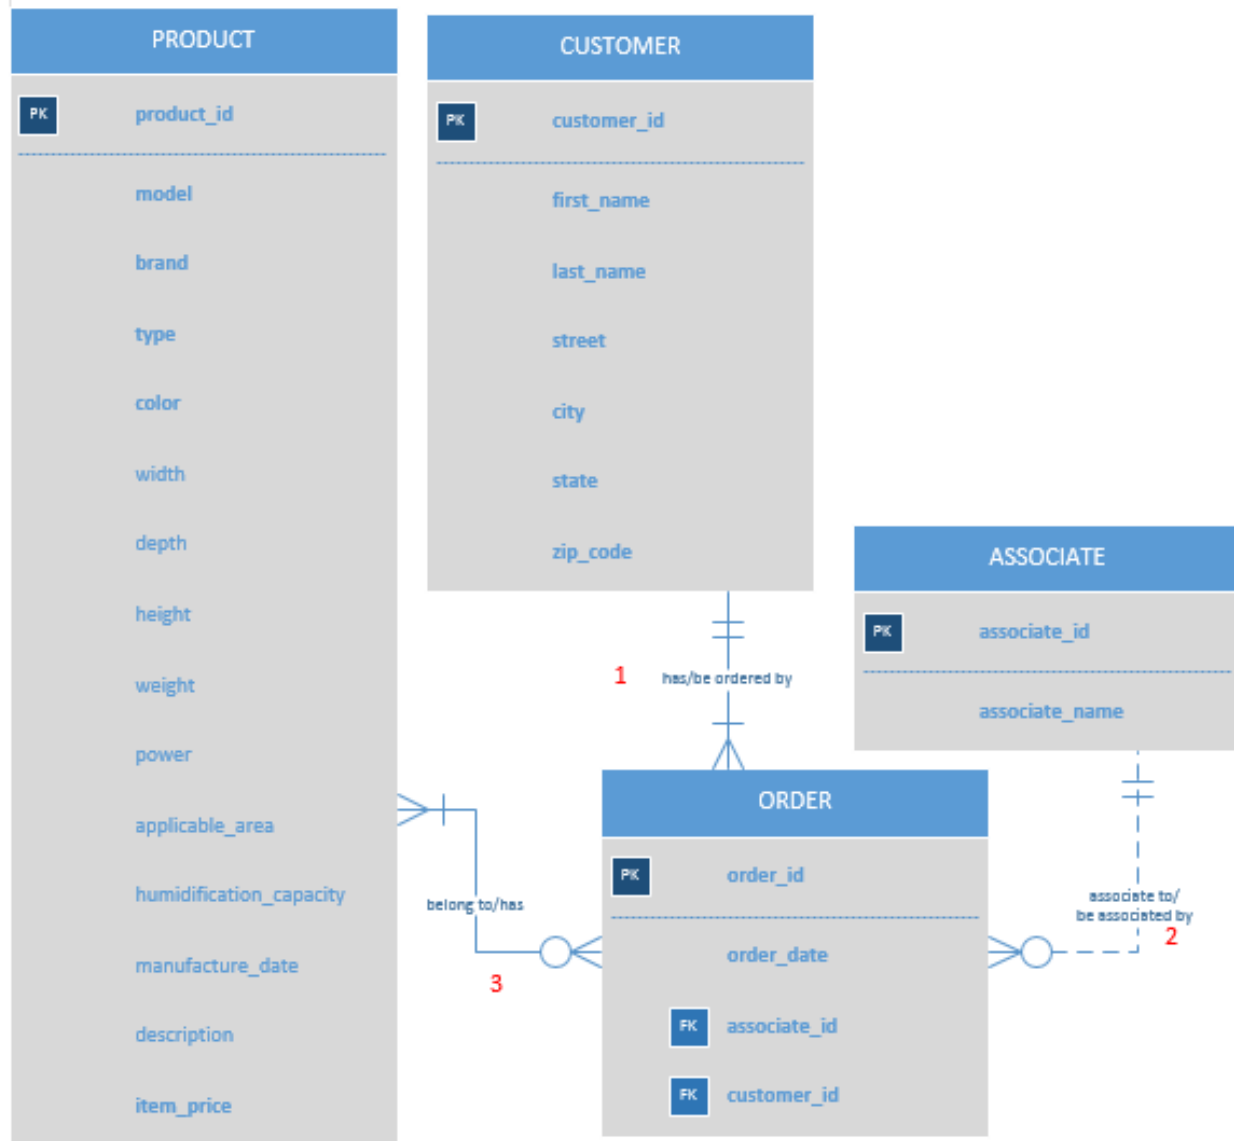 PRODUCT
PK product_id
model
brand
type
color
width
depth
height
weight
power
applicable_area
humidification_capacity
manufacture_date
description
item_price
CUSTOMER
PK customer_id
first_name
last_name
street
city
state
zip_code
1 has/be ordered by
ASSOCIATE
PK associate_id
associate_name
associate to/
be associated by
2
belong to/has
3
ORDER
PK order_id
order_date
FK associate_id
FK customer_id